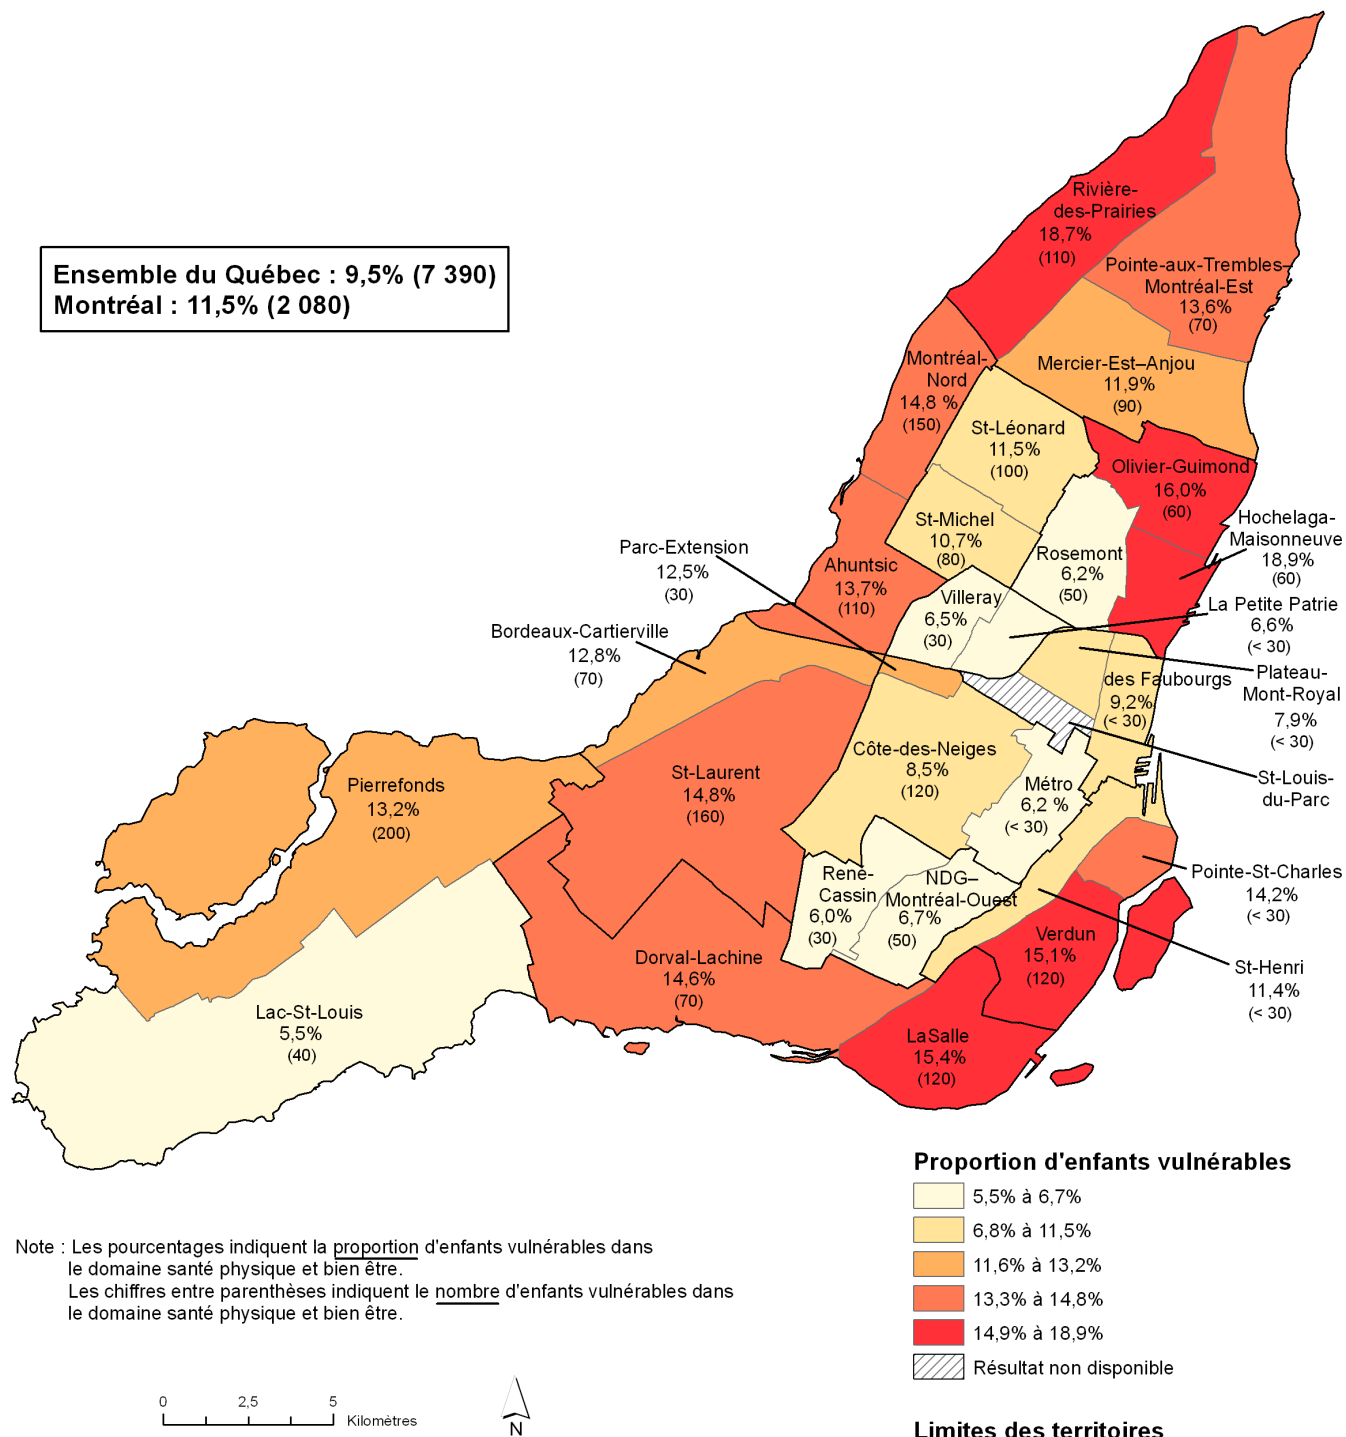 Ensemble du Québec : 9,5% (7 390)
Montréal : 11,5% (2 080)
Rivière-
des-Prairies
18,7%
(110)
Pointe-aux-Trembles–
Montréal-Est
13,6%
(70)
Montréal-
Nord
14,8 %
(150)
Mercier-Est–Anjou
11,9%
(90)
St-Léonard
11,5%
(100)
Olivier-Guimond
16,0%
(60)
Hochelaga-
Maisonneuve
18,9%
(60)
St-Michel
10,7%
(80)
Rosemont
6,2%
(50)
Parc-Extension
12,5%
(30)
Ahuntsic
13,7%
(110)
Villeray
6,5%
(30)
La Petite Patrie
6,6%
(< 30)
Bordeaux-Cartierville
12,8%
(70)
des Faubourgs
9,2%
(< 30)
Plateau-
Mont-Royal
7,9%
(< 30)
Côte-des-Neiges
8,5%
(120)
St-Louis-
du-Parc
St-Laurent
14,8%
(160)
Métro
6,2 %
(< 30)
Pierrefonds
13,2%
(200)
René-
Cassin
6,0%
(30)
NDG–
Montréal-Ouest
6,7%
(50)
Pointe-St-Charles
14,2%
(< 30)
Verdun
15,1%
(120)
Dorval-Lachine
14,6%
(70)
St-Henri
11,4%
(< 30)
Lac-St-Louis
5,5%
(40)
LaSalle
15,4%
(120)
Proportion d'enfants vulnérables
5,5% à 6,7%
6,8% à 11,5%
11,6% à 13,2%
13,3% à 14,8%
14,9% à 18,9%
Résultat non disponible
Note : Les pourcentages indiquent la proportion d'enfants vulnérables dans
le domaine santé physique et bien être.
Les chiffres entre parenthèses indiquent le nombre d'enfants vulnérables dans
le domaine santé physique et bien être.
0 2,5 5
Kilomètres
N
Limites des territoires